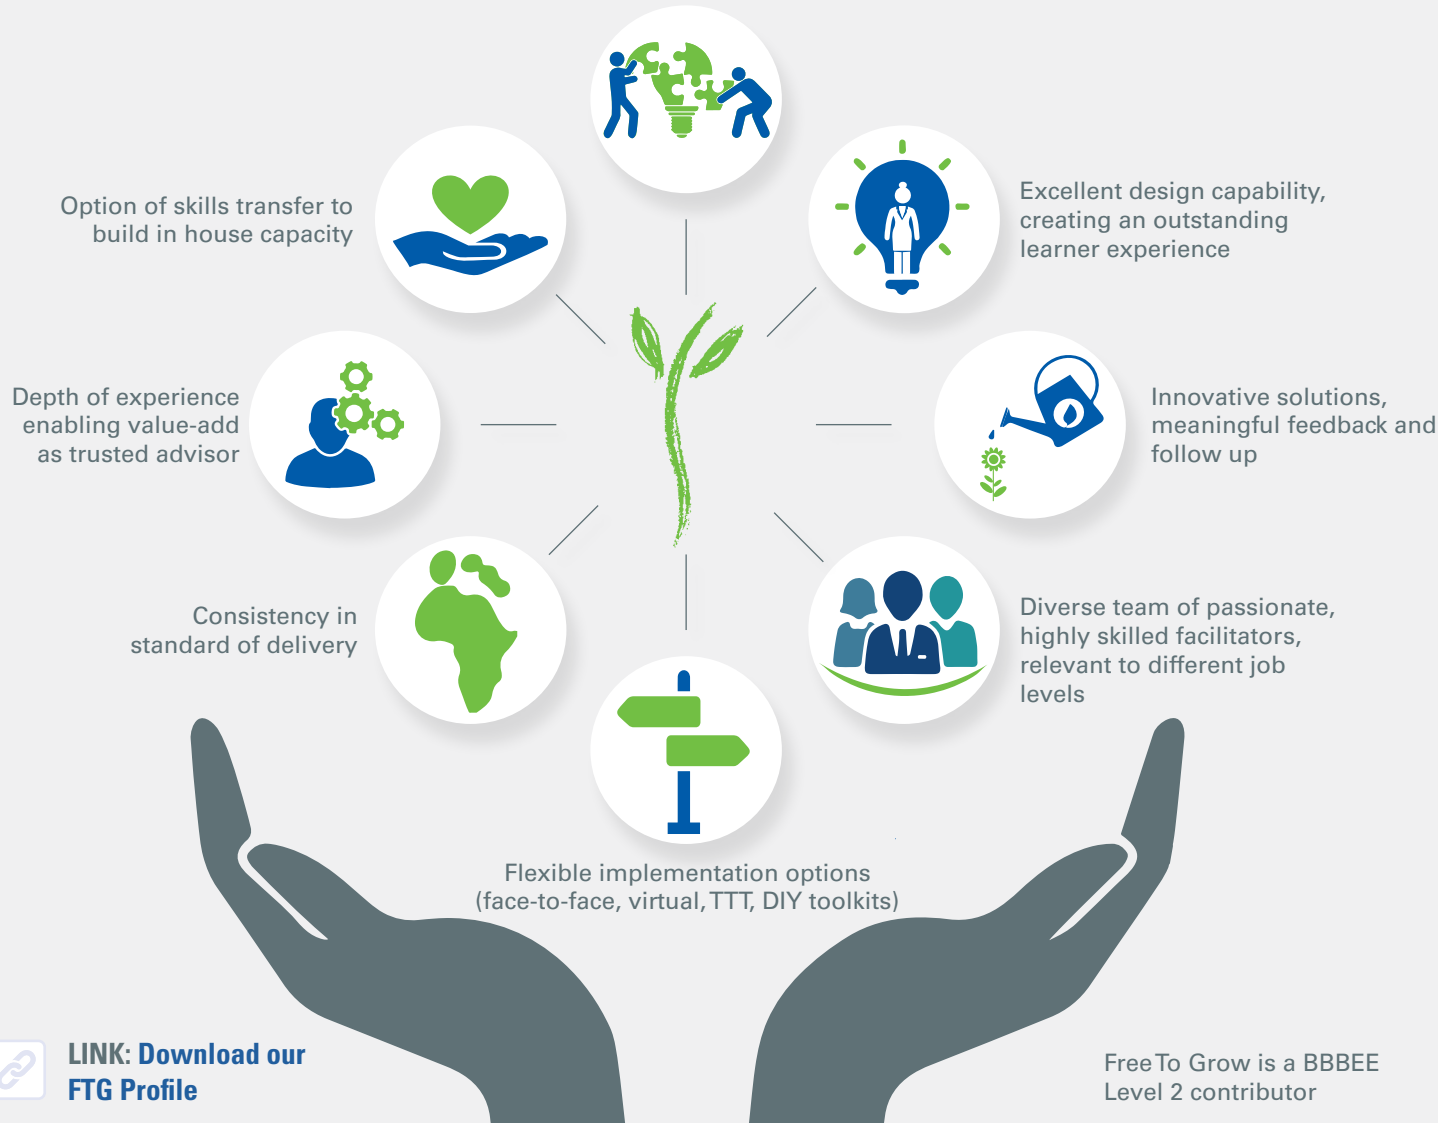 Option of skills transfer to
build in house capacity
Excellent design capability,
creating an outstanding
learner experience
Depth of experience
enabling value-add
as trusted advisor
Innovative solutions,
meaningful feedback and
follow up
Consistency in
standard of delivery
Diverse team of passionate,
highly skilled facilitators,
relevant to different job
levels
Flexible implementation options
(face-to-face, virtual, TTT, DIY toolkits)
LINK: Download our
FTG Profile
Free To Grow is a BBBEE
Level 2 contributor